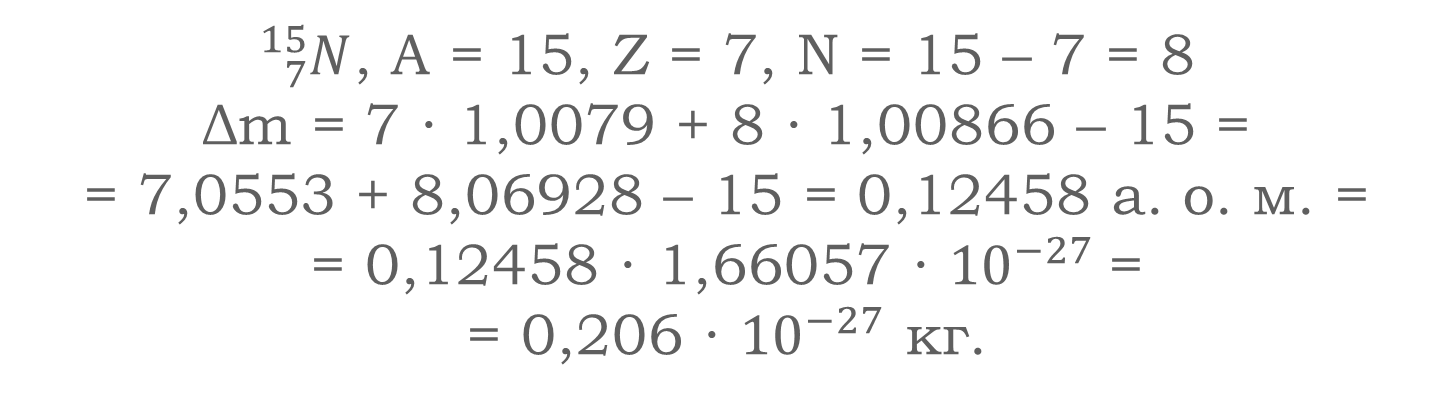 ¹⁵₇N, A = 15, Z = 7, N = 15 – 7 = 8
Δm = 7 · 1,0079 + 8 · 1,00866 – 15 =
= 7,0553 + 8,06928 – 15 = 0,12458 а. о. м. =
= 0,12458 · 1,66057 · 10⁻²⁷ =
= 0,206 · 10⁻²⁷ кг.